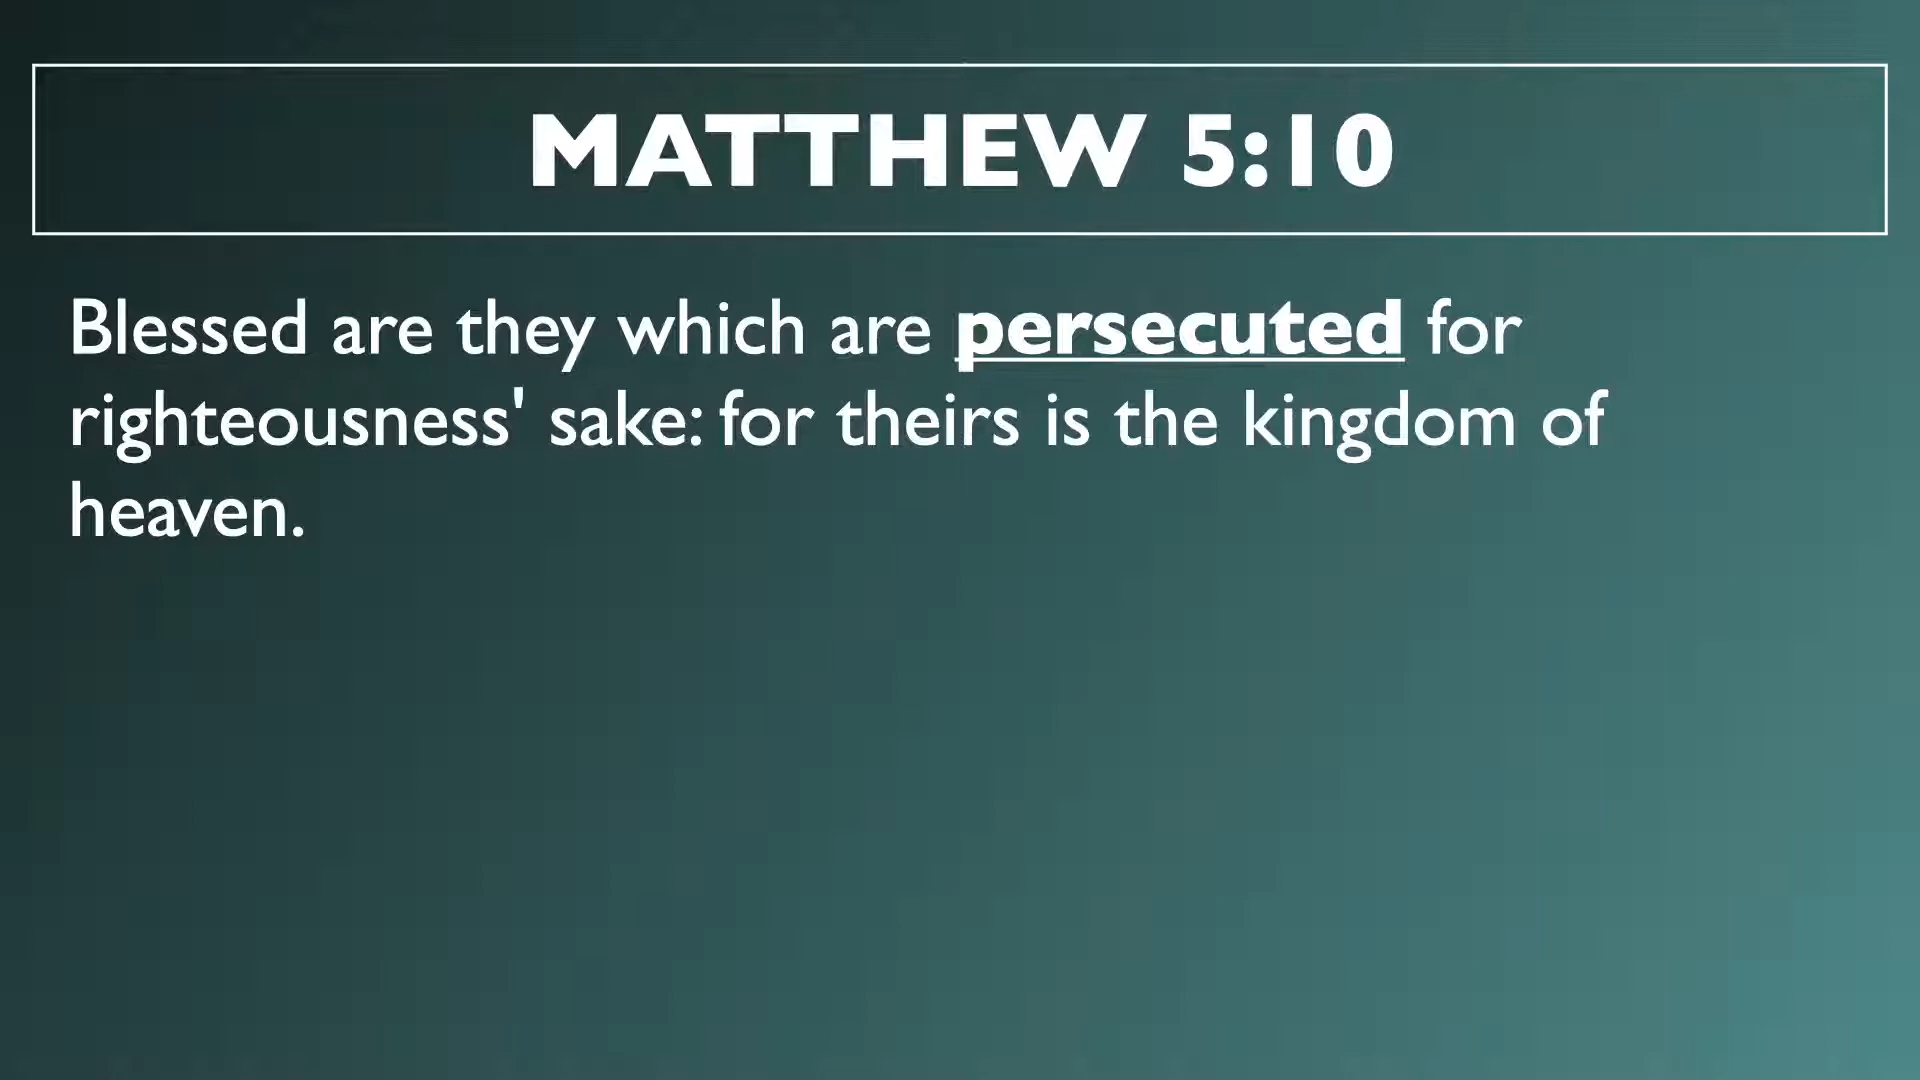 MATTHEW 5:10
Blessed are they which are persecuted for
righteousness' sake: for theirs is the kingdom of
heaven.